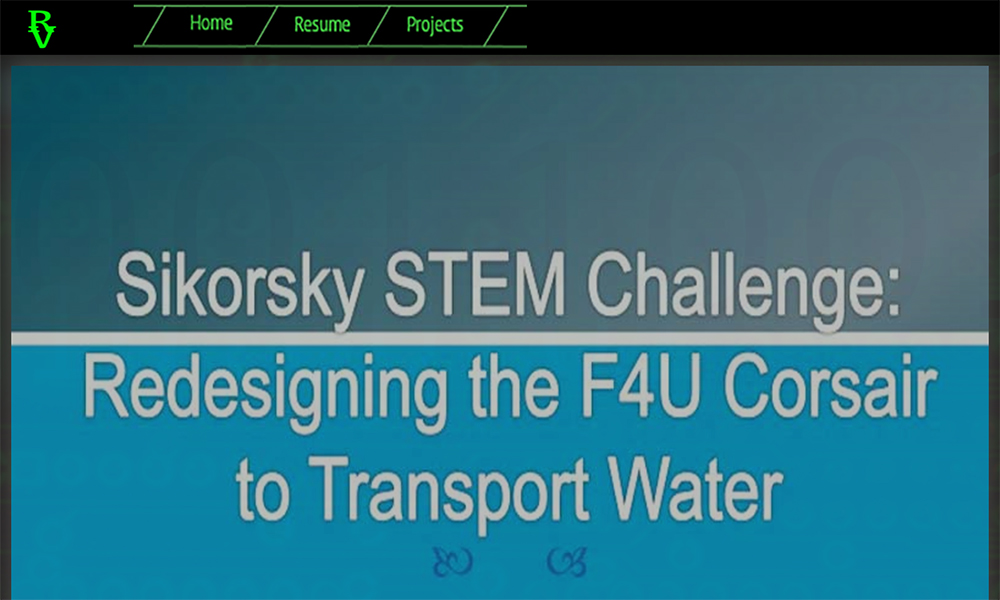 RV
Home Resume Projects
Sikorsky STEM Challenge:
Redesigning the F4U Corsair
to Transport Water